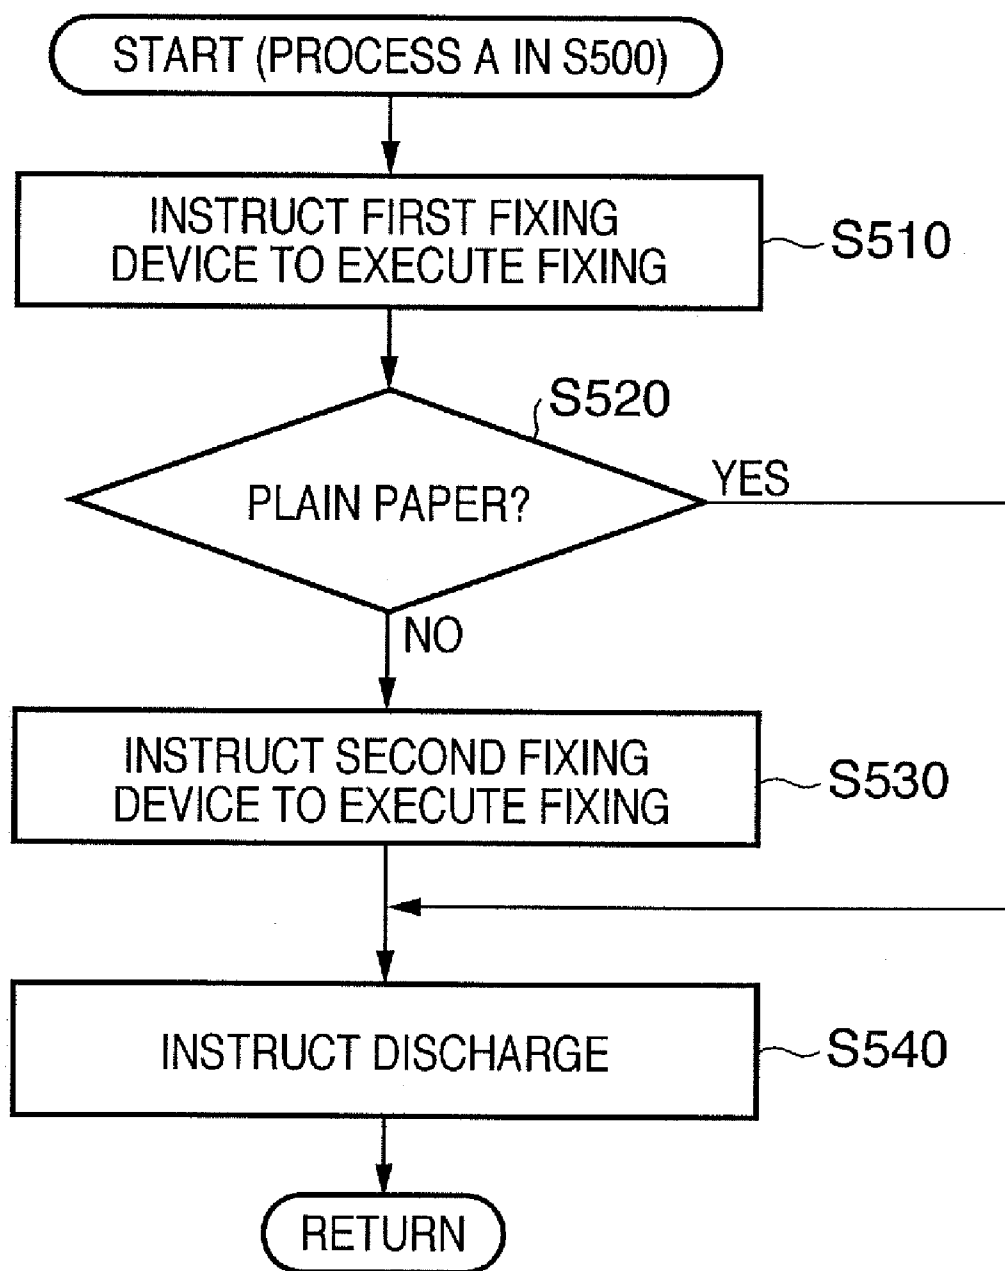 START (PROCESS A IN S500)
INSTRUCT FIRST FIXING
DEVICE TO EXECUTE FIXING
S510
S520
PLAIN PAPER?
YES
NO
INSTRUCT SECOND FIXING
DEVICE TO EXECUTE FIXING
S530
INSTRUCT DISCHARGE
S540
RETURN